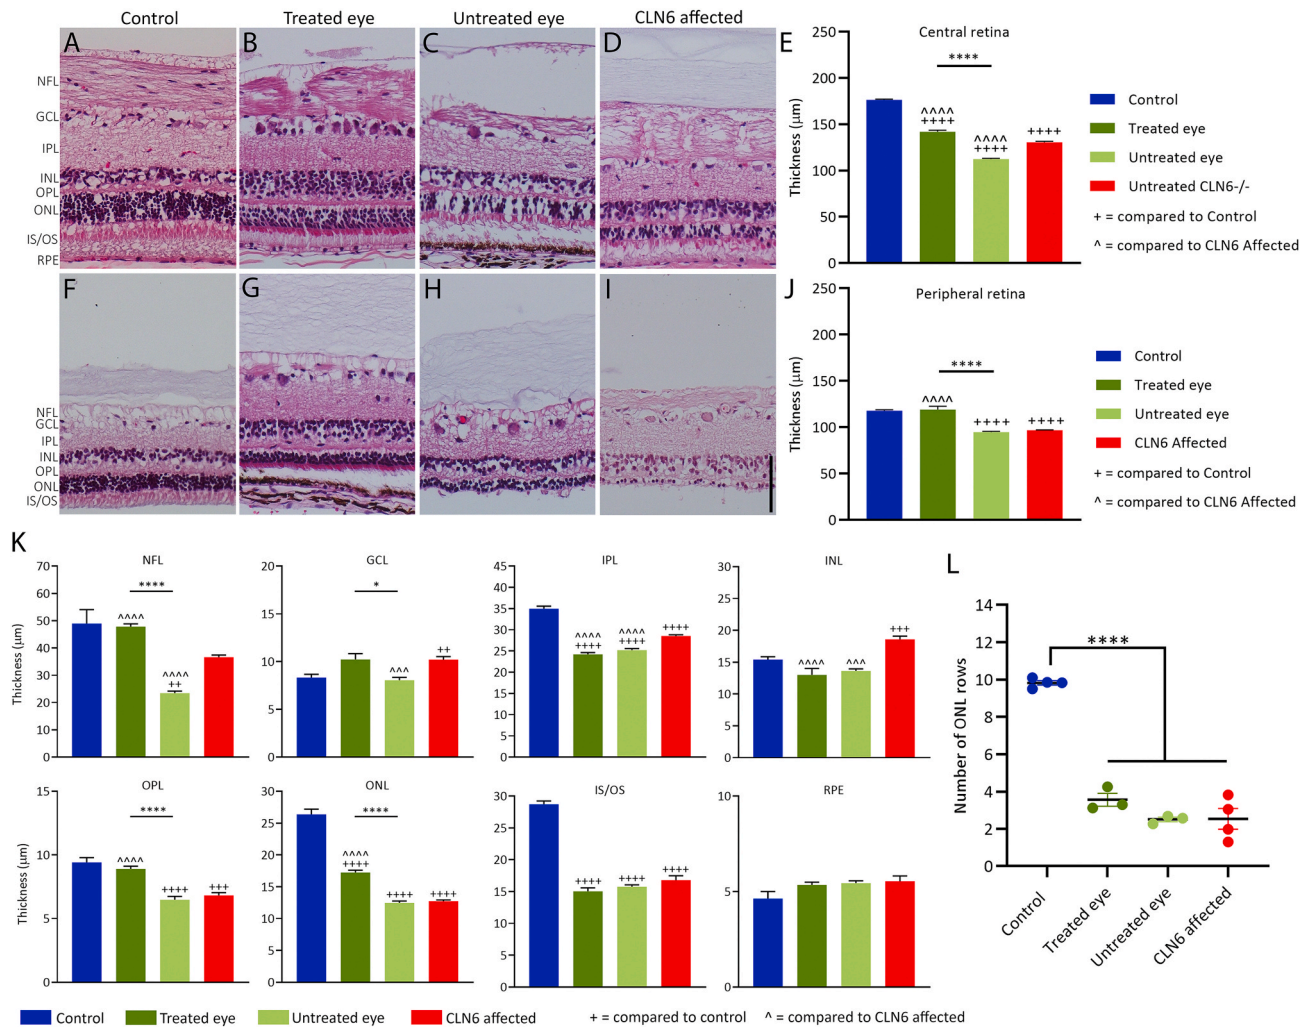 Control Treated eye Untreated eye CLN6 affected
A B C D
NFL
GCL
IPL
INL
OPL
ONL
IS/OS
RPE
F G H I
NFL
GCL
IPL
INL
OPL
ONL
IS/OS
E Central retina
****
^^^^
++++
^^^^
++++
++++
Thickness (µm)
250
200
150
100
50
0
Control
Treated eye
Untreated eye
Untreated CLN6-/-
+ = compared to Control
^ = compared to CLN6 Affected
J Peripheral retina
****
^^^^ ++++ ++++
Thickness (µm)
250
200
150
100
50
0
Control
Treated eye
Untreated eye
CLN6 Affected
+ = compared to Control
^ = compared to CLN6 Affected
K
NFL
****
^^^^
^^^^
++
Thickness (µm)
70
60
50
40
30
20
10
0
GCL
*
^^^ ++
20
15
10
5
0
IPL
^^^^
++++
^^^^
++++
++++
45
40
35
30
25
20
15
10
5
0
INL
^^^^ ^^^ +++
30
25
20
15
10
5
0
OPL
****
^^^^ ++++ +++
Thickness (µm)
15
10
5
0
ONL
****
^^^^
++++
++++ ++++
30
25
20
15
10
5
0
IS/OS
++++ ++++ ++++
30
25
20
15
10
5
0
RPE
10
5
0
L
****
Number of ONL rows
14
12
10
8
6
4
2
0
Control
Treated eye
Untreated eye
CLN6 affected
Control Treated eye Untreated eye CLN6 affected + = compared to control ^ = compared to CLN6 affected